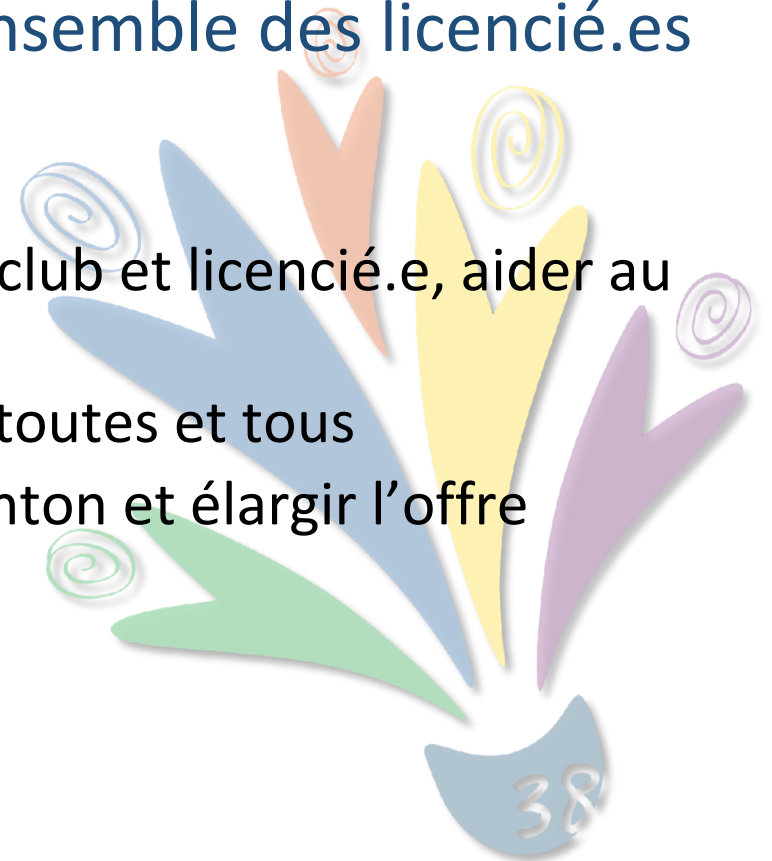 nsemble des licencié.es
club et licencié.e, aider au
toutes et tous
nton et élargir l’offre
38